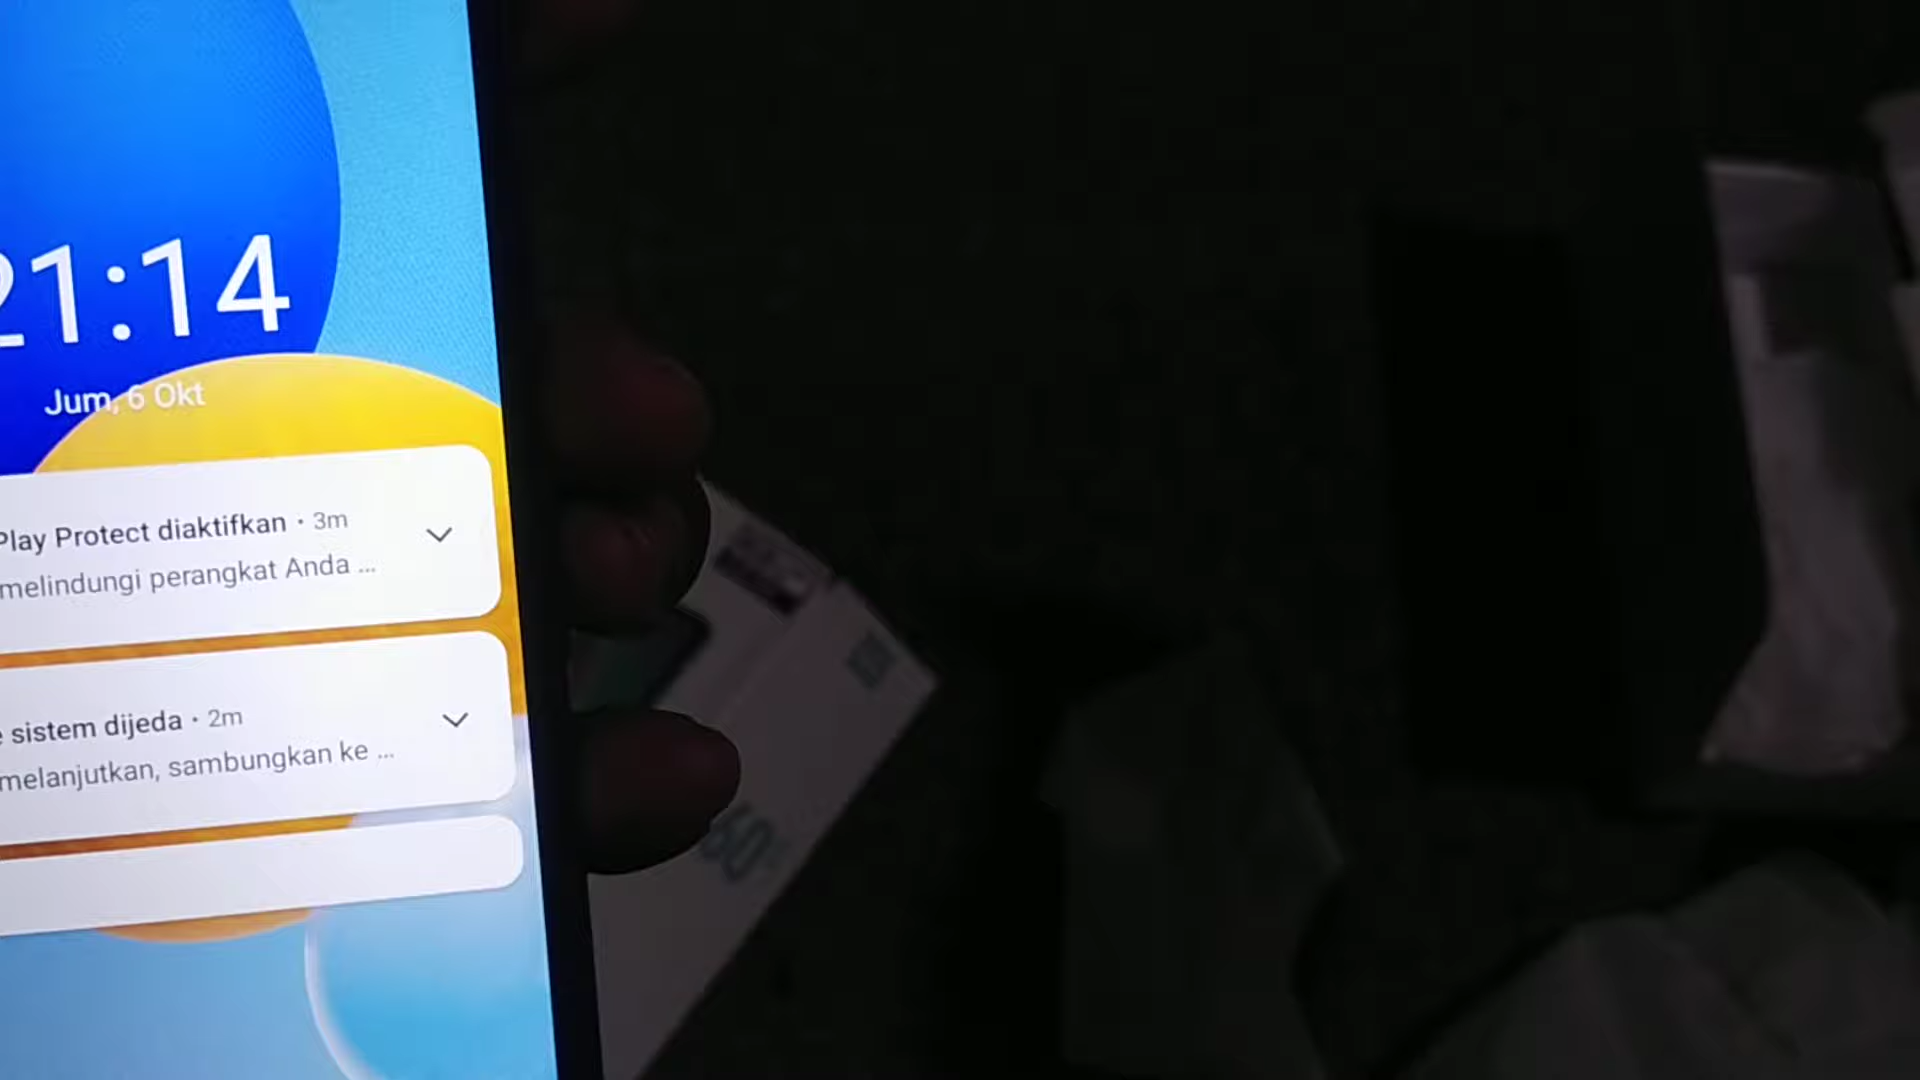 21:14
Jum, 6 Okt
Play Protect diaktifkan · 3m
melindungi perangkat Anda ...
sistem dijeda · 2m
melanjutkan, sambungkan ke ...